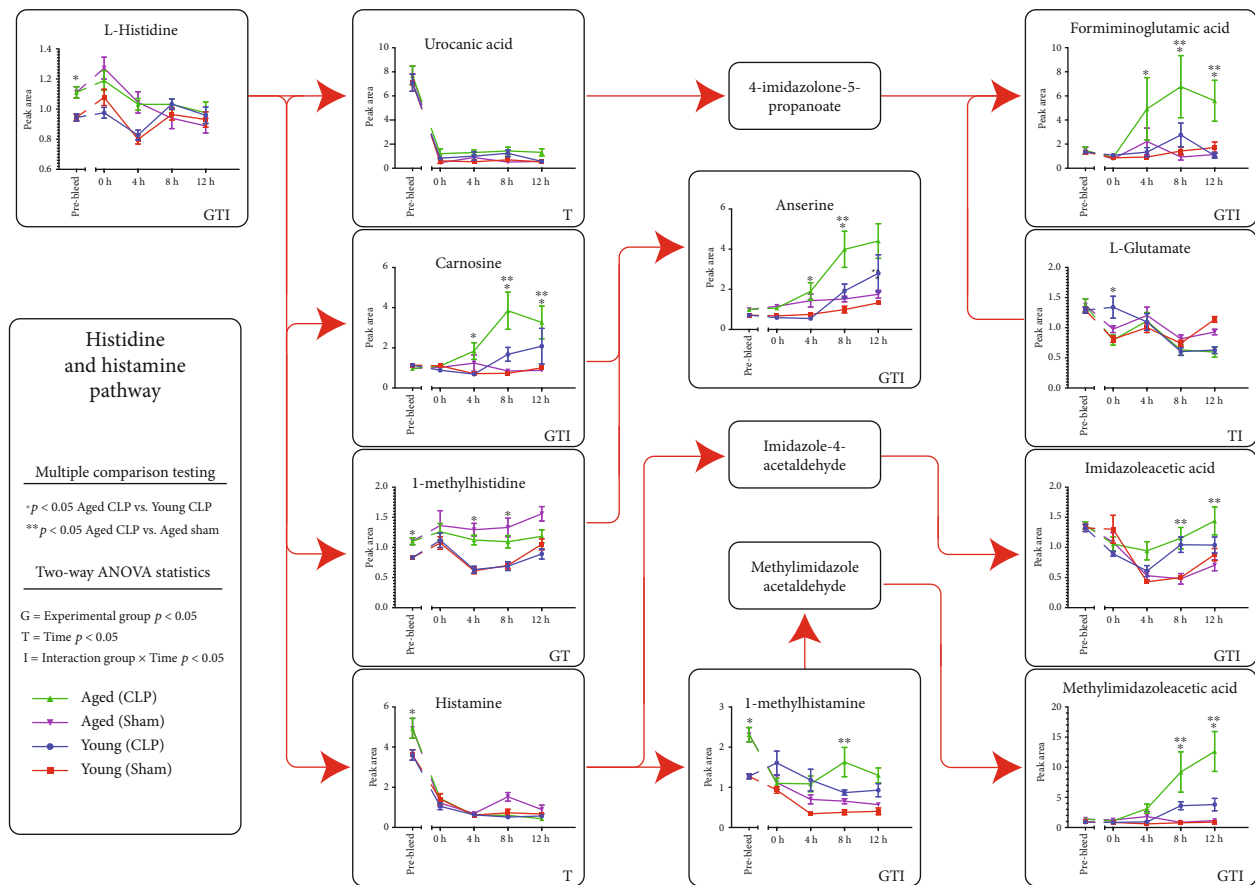 L-Histidine
1.4
1.2
1.0
0.8
0.6
Peak area
*
Pre-bleed
0 h
4 h
8 h
12 h
GTI
Urocanic acid
10
8
6
4
2
0
Peak area
Pre-bleed
0 h
4 h
8 h
12 h
T
4-imidazolone-5-
propanoate
Formiminoglutamic acid
10
8
6
4
2
0
Peak area
*
**
*
**
*
Pre-bleed
0 h
4 h
8 h
12 h
GTI
Carnosine
6
4
2
0
Peak area
*
**
*
**
*
Pre-bleed
0 h
4 h
8 h
12 h
GTI
Anserine
6
4
2
0
Peak area
*
**
*
Pre-bleed
0 h
4 h
8 h
12 h
GTI
L-Glutamate
2.0
1.5
1.0
0.5
0.0
Peak area
*
Pre-bleed
0 h
4 h
8 h
12 h
TI
Histidine
and histamine
pathway
Multiple comparison testing
*p < 0.05 Aged CLP vs. Young CLP
**p < 0.05 Aged CLP vs. Aged sham
Two-way ANOVA statistics
G = Experimental group p < 0.05
T = Time p < 0.05
I = Interaction group × Time p < 0.05
Aged (CLP)
Aged (Sham)
Young (CLP)
Young (Sham)
1-methylhistidine
2.0
1.5
1.0
0.5
0.0
Peak area
*
*
*
Pre-bleed
0 h
4 h
8 h
12 h
GT
Imidazole-4-
acetaldehyde
Methylimidazole
acetaldehyde
Imidazoleacetic acid
2.0
1.5
1.0
0.5
0.0
Peak area
**
**
Pre-bleed
0 h
4 h
8 h
12 h
GTI
Histamine
6
4
2
0
Peak area
*
Pre-bleed
0 h
4 h
8 h
12 h
T
1-methylhistamine
3
2
1
0
Peak area
*
**
Pre-bleed
0 h
4 h
8 h
12 h
GTI
Methylimidazoleacetic acid
20
15
10
5
0
Peak area
**
*
**
*
Pre-bleed
0 h
4 h
8 h
12 h
GTI